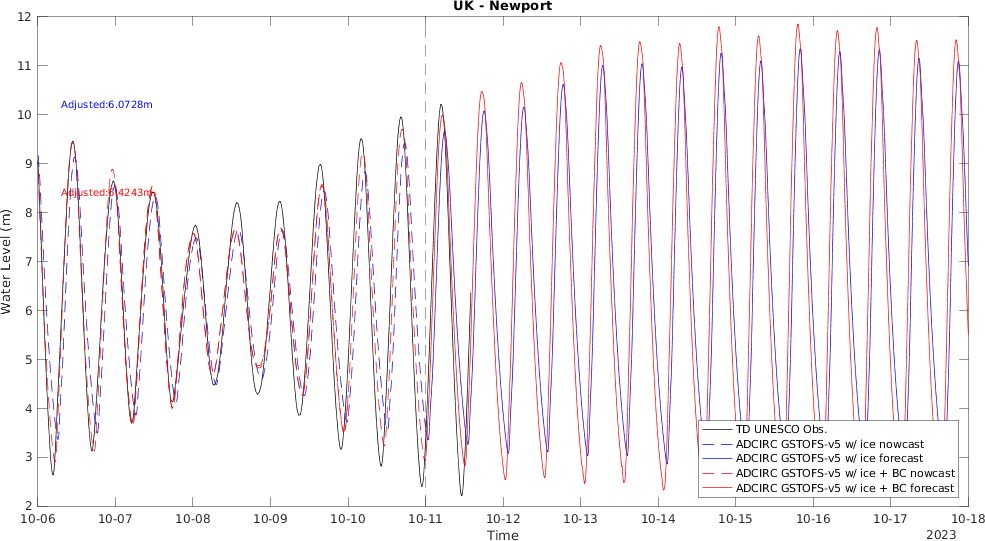 UK - Newport
12
11
10
9
8
7
6
5
4
3
2
Water Level (m)
Adjusted:6.0728m
TD UNESCO Obs.
ADCIRC GSTOFS-v5 w/ ice nowcast
ADCIRC GSTOFS-v5 w/ ice forecast
ADCIRC GSTOFS-v5 w/ ice + BC nowcast
ADCIRC GSTOFS-v5 w/ ice + BC forecast
10-06 10-07 10-08 10-09 10-10 10-11 10-12 10-13 10-14 10-15 10-16 10-17 10-18
Time
2023